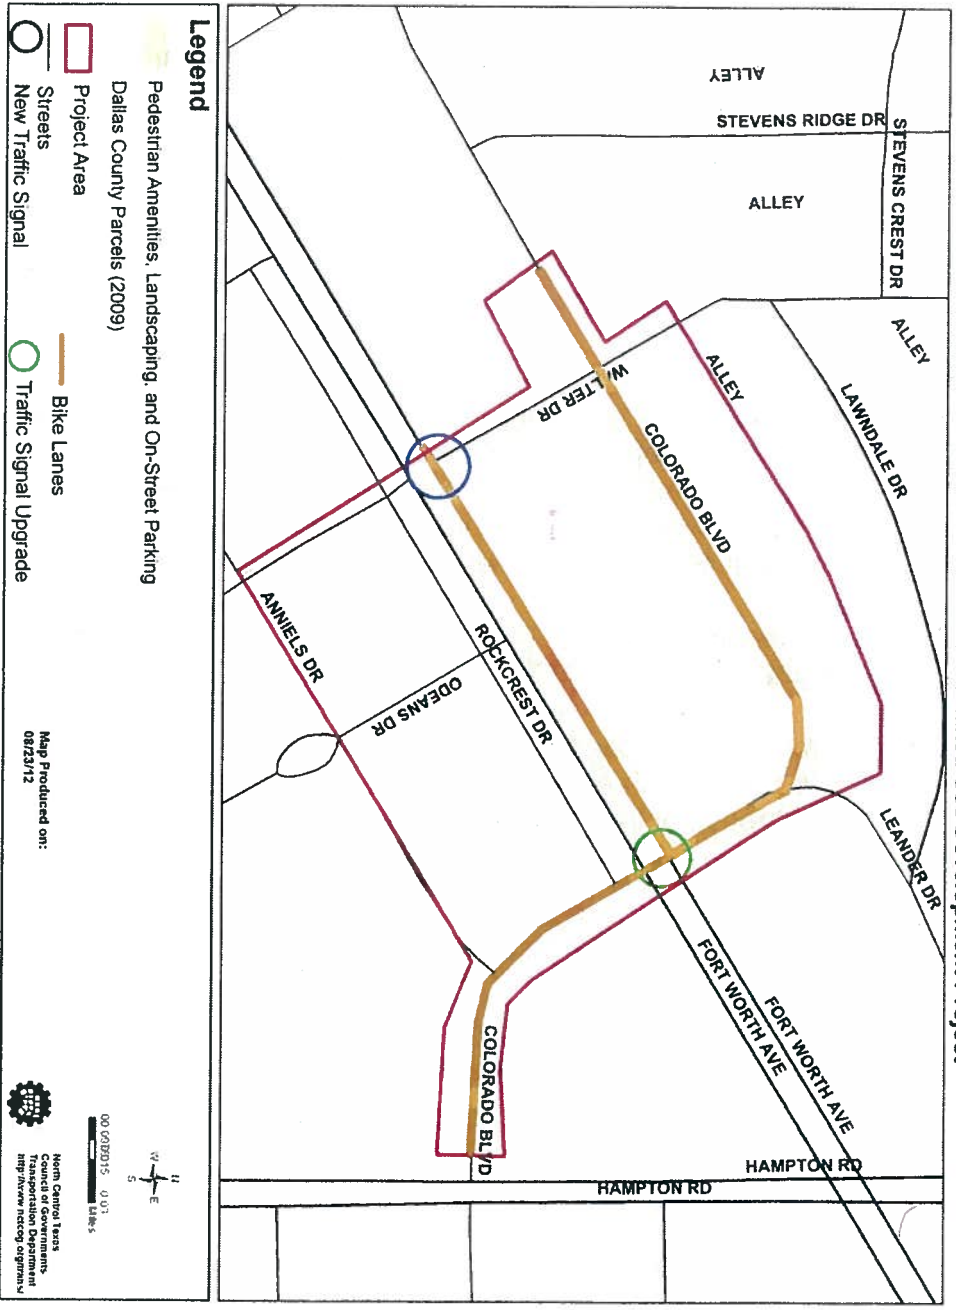 ALLEY
STEVENS RIDGE DR
STEVENS CREST DR
ALLEY
ALLEY
LAWNDALE DR
ALLEY
WALTER DR
COLORADO BLVD
LEANDER DR
ANNIELS DR
ODEANS DR
ROCKCREST DR
FORT WORTH AVE
FORT WORTH AVE
COLORADO BLVD
HAMPTON RD
HAMPTON RD
Legend
Pedestrian Amenities, Landscaping, and On-Street Parking
Dallas County Parcels (2009)
Project Area
Streets
New Traffic Signal
Bike Lanes
Traffic Signal Upgrade
Map Produced on:
08/23/12
N
W
E
S
Miles
North Central Texas
Council of Governments
Transportation Department